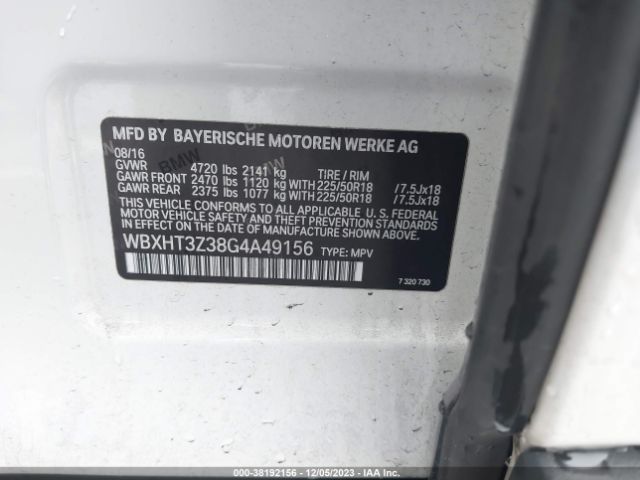 MFD BY BAYERISCHE MOTOREN WERKE AG
08/16
GVWR 4720 lbs 2141 kg TIRE / RIM
GAWR FRONT 2470 lbs 1120 kg WITH 225/50R18 /7.5Jx18
GAWR REAR 2375 lbs 1077 kg WITH 225/50R18 /7.5Jx18
THIS VEHICLE CONFORMS TO ALL APPLICABLE U.S. FEDERAL
MOTOR VEHICLE SAFETY, BUMPER, AND THEFT PREVENTION STANDARDS
IN EFFECT ON THE DATE OF MANUFACTURE SHOWN ABOVE.
WBXHT3Z38G4A49156 TYPE: MPV
7 320 730
000-38192156 - 12/05/2023 - IAA Inc.